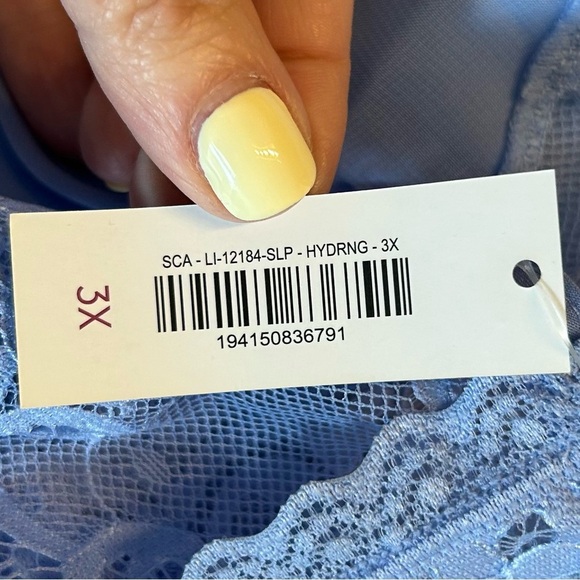 SCA - LI-12184-SLP - HYDRNG - 3X
3X
194150836791